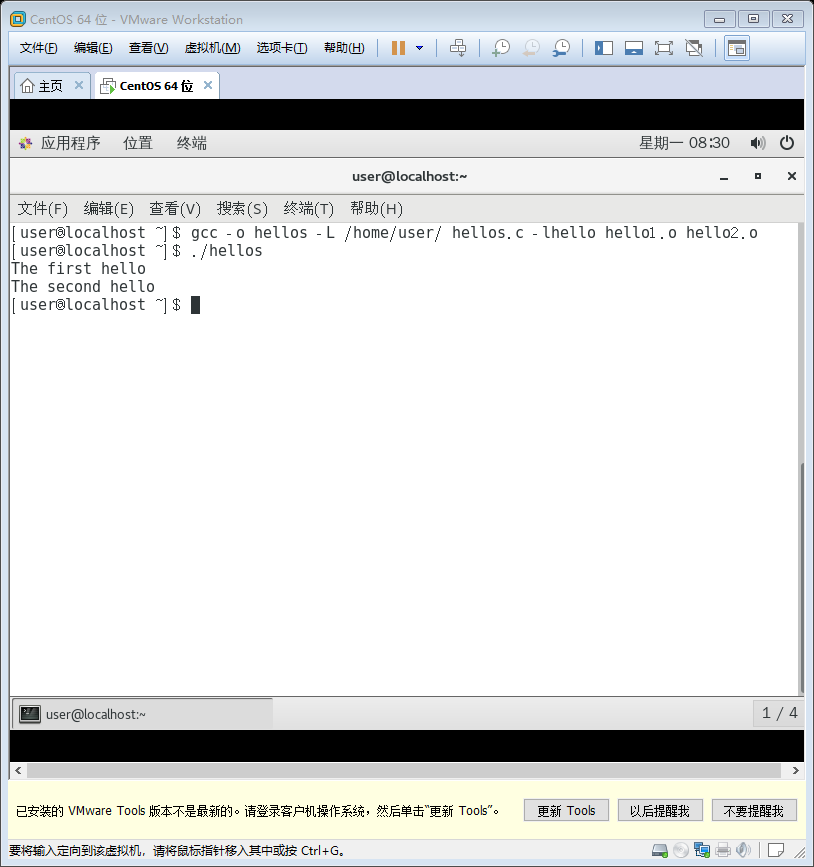 CentOS 64 位 - VMware Workstation
文件(F) 编辑(E) 查看(V) 虚拟机(M) 选项卡(T) 帮助(H)
主页 CentOS 64 位
应用程序 位置 终端 星期一 08:30
user@localhost:~
文件(F) 编辑(E) 查看(V) 搜索(S) 终端(T) 帮助(H)
[user@localhost ~]$ gcc -o hellos -L /home/user/ hellos.c -lhello hello1.o hello2.o
[user@localhost ~]$ ./hellos
The first hello
The second hello
[user@localhost ~]$
user@localhost:~ 1 / 4
已安装的 VMware Tools 版本不是最新的。请登录客户机操作系统，然后单击“更新 Tools”。 更新 Tools 以后提醒我 不要提醒我
要将输入定向到该虚拟机，请将鼠标指针移入其中或按 Ctrl+G。